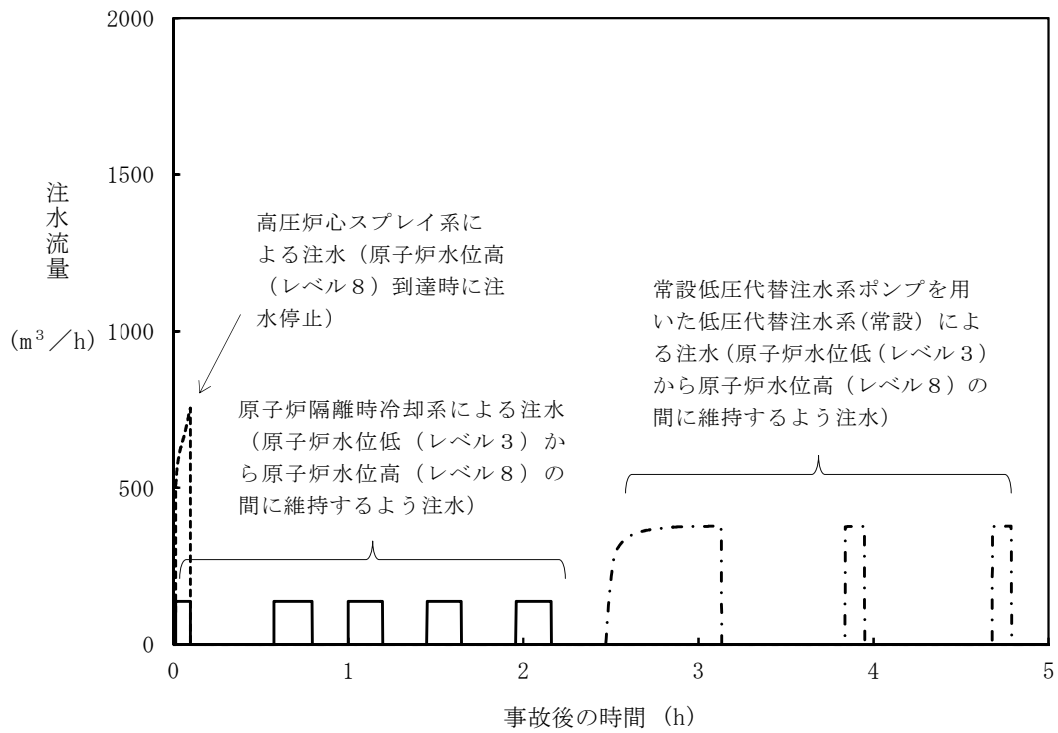 2000
1500
1000
500
0
注水流量
(m³／h)
高圧炉心スプレイ系に
よる注水（原子炉水位高
（レベル８）到達時に注
水停止）
原子炉隔離時冷却系による注水
（原子炉水位低（レベル３）か
ら原子炉水位高（レベル８）の
間に維持するよう注水）
常設低圧代替注水系ポンプを用
いた低圧代替注水系(常設）によ
る注水(原子炉水位低(レベル３)
から原子炉水位高（レベル８）の
間に維持するよう注水）
0 1 2 3 4 5
事故後の時間 (h)